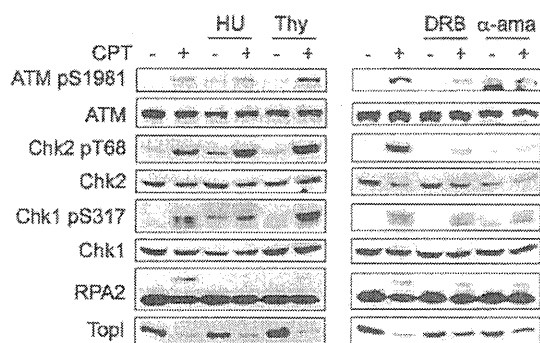 HU Thy DRB α-ama
CPT - + - + - + - + - + - +
ATM pS1981
ATM
Chk2 pT68
Chk2
Chk1 pS317
Chk1
RPA2
TopI